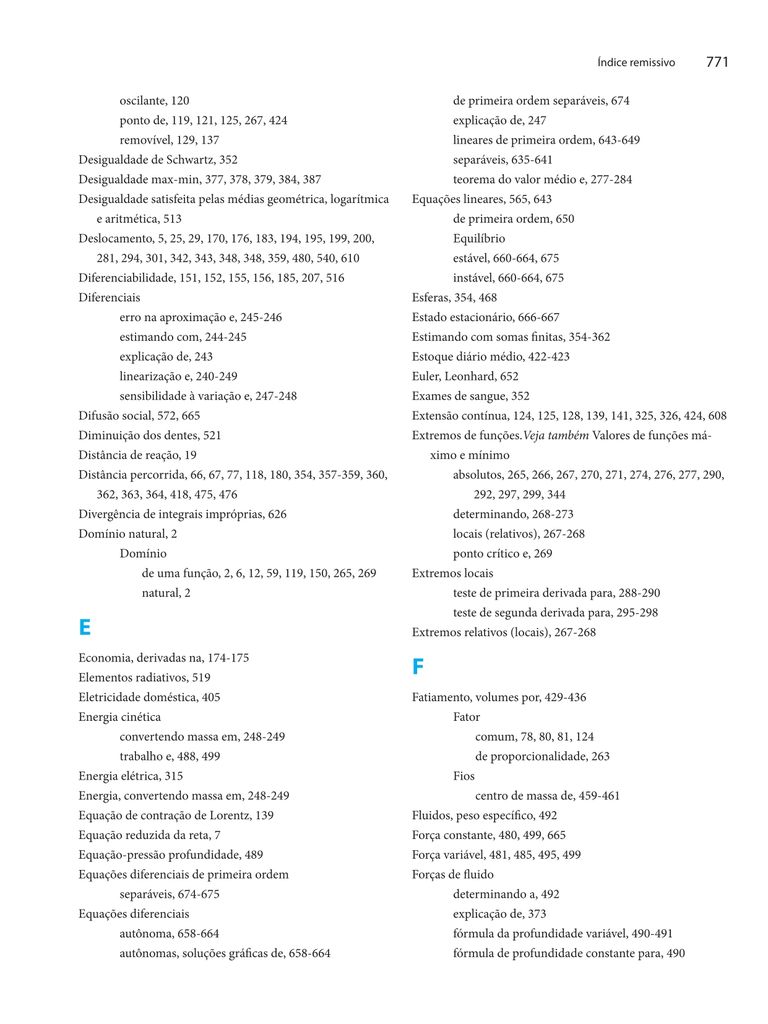 Índice remissivo 771
oscilante, 120
ponto de, 119, 121, 125, 267, 424
removível, 129, 137
Desigualdade de Schwartz, 352
Desigualdade max-min, 377, 378, 379, 384, 387
Desigualdade satisfeita pelas médias geométrica, logarítmica
e aritmética, 513
Deslocamento, 5, 25, 29, 170, 176, 183, 194, 195, 199, 200,
281, 294, 301, 342, 343, 348, 348, 359, 480, 540, 610
Diferenciabilidade, 151, 152, 155, 156, 185, 207, 516
Diferenciais
erro na aproximação e, 245-246
estimando com, 244-245
explicação de, 243
linearização e, 240-249
sensibilidade à variação e, 247-248
Difusão social, 572, 665
Diminuição dos dentes, 521
Distância de reação, 19
Distância percorrida, 66, 67, 77, 118, 180, 354, 357-359, 360,
362, 363, 364, 418, 475, 476
Divergência de integrais impróprias, 626
Domínio natural, 2
Domínio
de uma função, 2, 6, 12, 59, 119, 150, 265, 269
natural, 2
E
Economia, derivadas na, 174-175
Elementos radiativos, 519
Eletricidade doméstica, 405
Energia cinética
convertendo massa em, 248-249
trabalho e, 488, 499
Energia elétrica, 315
Energia, convertendo massa em, 248-249
Equação de contração de Lorentz, 139
Equação reduzida da reta, 7
Equação-pressão profundidade, 489
Equações diferenciais de primeira ordem
separáveis, 674-675
Equações diferenciais
autônoma, 658-664
autônomas, soluções gráficas de, 658-664
de primeira ordem separáveis, 674
explicação de, 247
lineares de primeira ordem, 643-649
separáveis, 635-641
teorema do valor médio e, 277-284
Equações lineares, 565, 643
de primeira ordem, 650
Equilíbrio
estável, 660-664, 675
instável, 660-664, 675
Esferas, 354, 468
Estado estacionário, 666-667
Estimando com somas finitas, 354-362
Estoque diário médio, 422-423
Euler, Leonhard, 652
Exames de sangue, 352
Extensão contínua, 124, 125, 128, 139, 141, 325, 326, 424, 608
Extremos de funções.Veja também Valores de funções má-
ximo e mínimo
absolutos, 265, 266, 267, 270, 271, 274, 276, 277, 290,
292, 297, 299, 344
determinando, 268-273
locais (relativos), 267-268
ponto crítico e, 269
Extremos locais
teste de primeira derivada para, 288-290
teste de segunda derivada para, 295-298
Extremos relativos (locais), 267-268
F
Fatiamento, volumes por, 429-436
Fator
comum, 78, 80, 81, 124
de proporcionalidade, 263
Fios
centro de massa de, 459-461
Fluidos, peso específico, 492
Força constante, 480, 499, 665
Força variável, 481, 485, 495, 499
Forças de fluido
determinando a, 492
explicação de, 373
fórmula da profundidade variável, 490-491
fórmula de profundidade constante para, 490